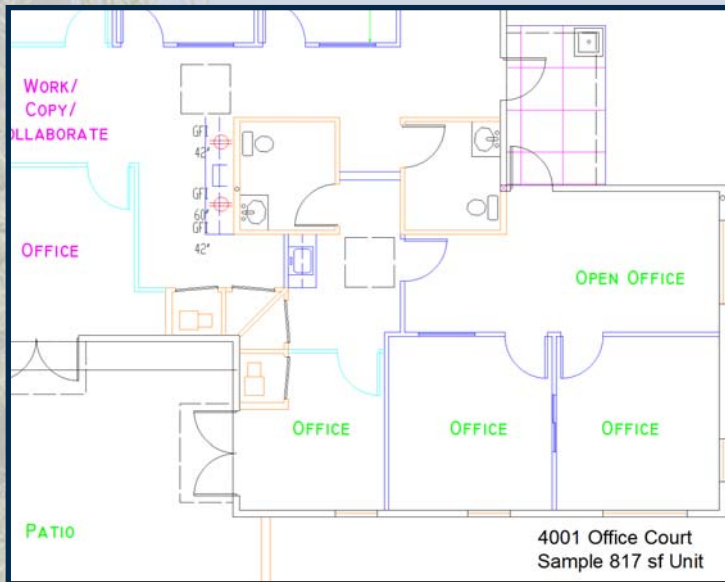 WORK/
COPY/
OLLABORATE
GFI
42"
GFI
60"
GFI
42"
OFFICE
OPEN OFFICE
OFFICE
OFFICE
OFFICE
PATIO
4001 Office Court
Sample 817 sf Unit